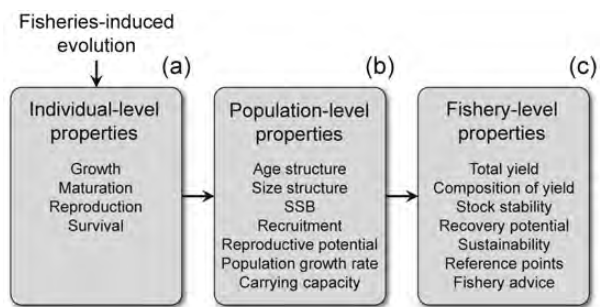 Fisheries-induced
evolution
(a)
Individual-level
properties
Growth
Maturation
Reproduction
Survival
(b)
Population-level
properties
Age structure
Size structure
SSB
Recruitment
Reproductive potential
Population growth rate
Carrying capacity
(c)
Fishery-level
properties
Total yield
Composition of yield
Stock stability
Recovery potential
Sustainability
Reference points
Fishery advice